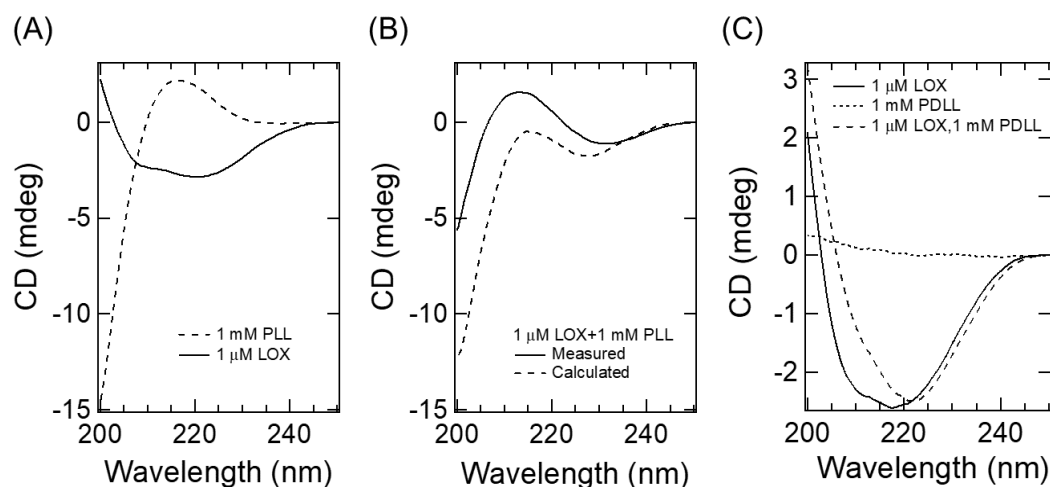 (A)
(B)
(C)
0
-5
-10
-15
CD (mdeg)
1 mM PLL
1 μM LOX
200
220
240
Wavelength (nm)
0
-5
-10
-15
CD (mdeg)
1 μM LOX+1 mM PLL
Measured
Calculated
200
220
240
Wavelength (nm)
3
2
1
0
-1
-2
CD (mdeg)
1 μM LOX
1 mM PDLL
1 μM LOX,1 mM PDLL
200
220
240
Wavelength (nm)